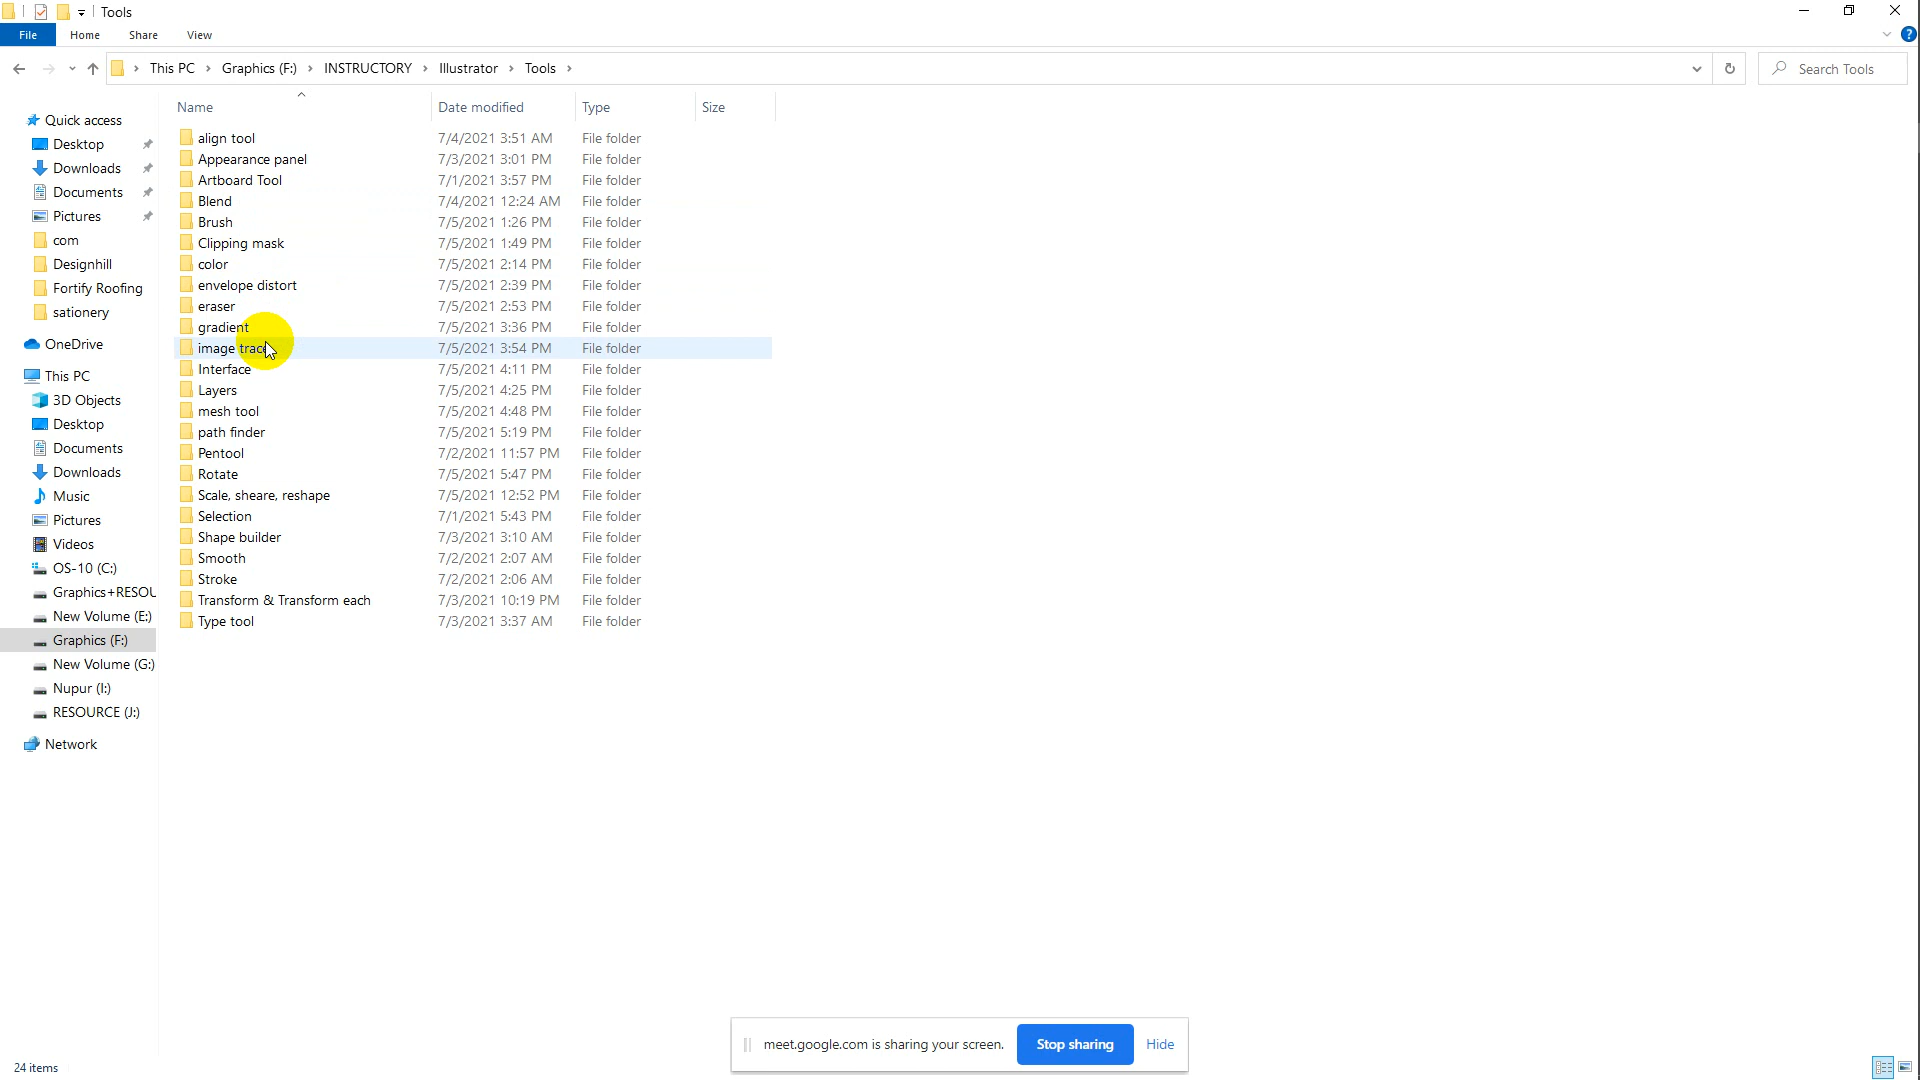 Tools
File Home Share View
This PC Graphics (F:) INSTRUCTORY Illustrator Tools
Search Tools
Name Date modified Type Size
Quick access
Desktop
Downloads
Documents
Pictures
com
Designhill
Fortify Roofing
sationery
OneDrive
This PC
3D Objects
Desktop
Documents
Downloads
Music
Pictures
Videos
OS-10 (C:)
Graphics+RESOU
New Volume (E:)
Graphics (F:)
New Volume (G:)
Nupur (I:)
RESOURCE (J:)
Network
align tool 7/4/2021 3:51 AM File folder
Appearance panel 7/3/2021 3:01 PM File folder
Artboard Tool 7/1/2021 3:57 PM File folder
Blend 7/4/2021 12:24 AM File folder
Brush 7/5/2021 1:26 PM File folder
Clipping mask 7/5/2021 1:49 PM File folder
color 7/5/2021 2:14 PM File folder
envelope distort 7/5/2021 2:39 PM File folder
eraser 7/5/2021 2:53 PM File folder
gradient 7/5/2021 3:36 PM File folder
image trace 7/5/2021 3:54 PM File folder
Interface 7/5/2021 4:11 PM File folder
Layers 7/5/2021 4:25 PM File folder
mesh tool 7/5/2021 4:48 PM File folder
path finder 7/5/2021 5:19 PM File folder
Pentool 7/2/2021 11:57 PM File folder
Rotate 7/5/2021 5:47 PM File folder
Scale, sheare, reshape 7/5/2021 12:52 PM File folder
Selection 7/1/2021 5:43 PM File folder
Shape builder 7/3/2021 3:10 AM File folder
Smooth 7/2/2021 2:07 AM File folder
Stroke 7/2/2021 2:06 AM File folder
Transform & Transform each 7/3/2021 10:19 PM File folder
Type tool 7/3/2021 3:37 AM File folder
meet.google.com is sharing your screen. Stop sharing Hide
24 items